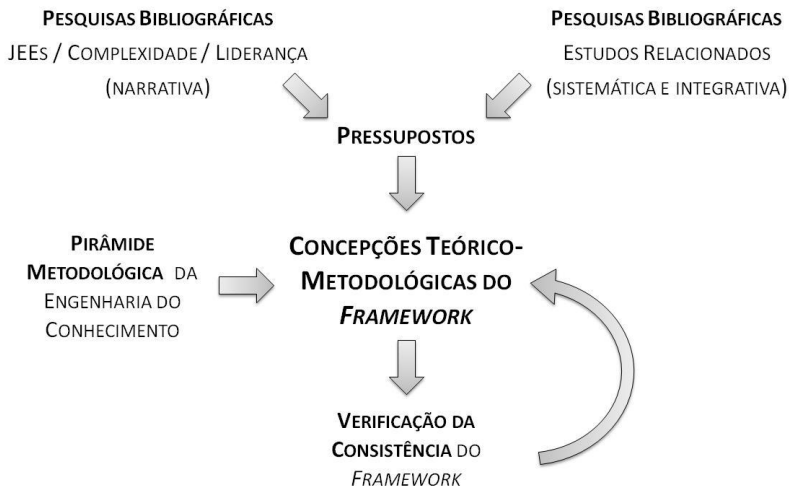 PESQUISAS BIBLIOGRÁFICAS
JEES / COMPLEXIDADE / LIDERANÇA
(NARRATIVA)
PESQUISAS BIBLIOGRÁFICAS
ESTUDOS RELACIONADOS
(SISTEMÁTICA E INTEGRATIVA)
PRESSUPOSTOS
PIRÂMIDE
METODOLÓGICA DA
ENGENHARIA DO
CONHECIMENTO
CONCEPÇÕES TEÓRICO-
METODOLÓGICAS DO
FRAMEWORK
VERIFICAÇÃO DA
CONSISTÊNCIA DO
FRAMEWORK